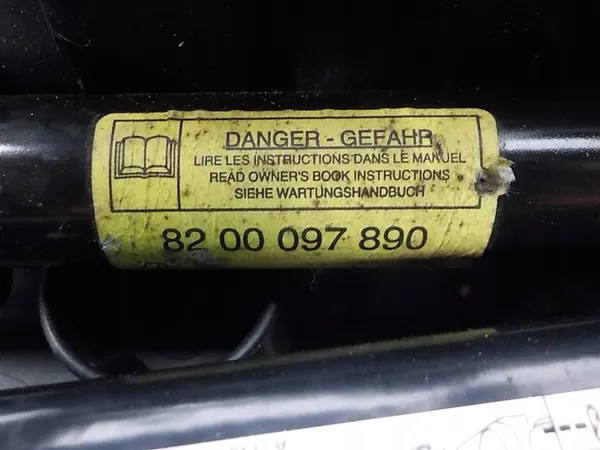 DANGER - GEFAHR
LIRE LES INSTRUCTIONS DANS LE MANUEL
READ OWNER'S BOOK INSTRUCTIONS
SIEHE WARTUNGSHANDBUCH
82 00 097 890